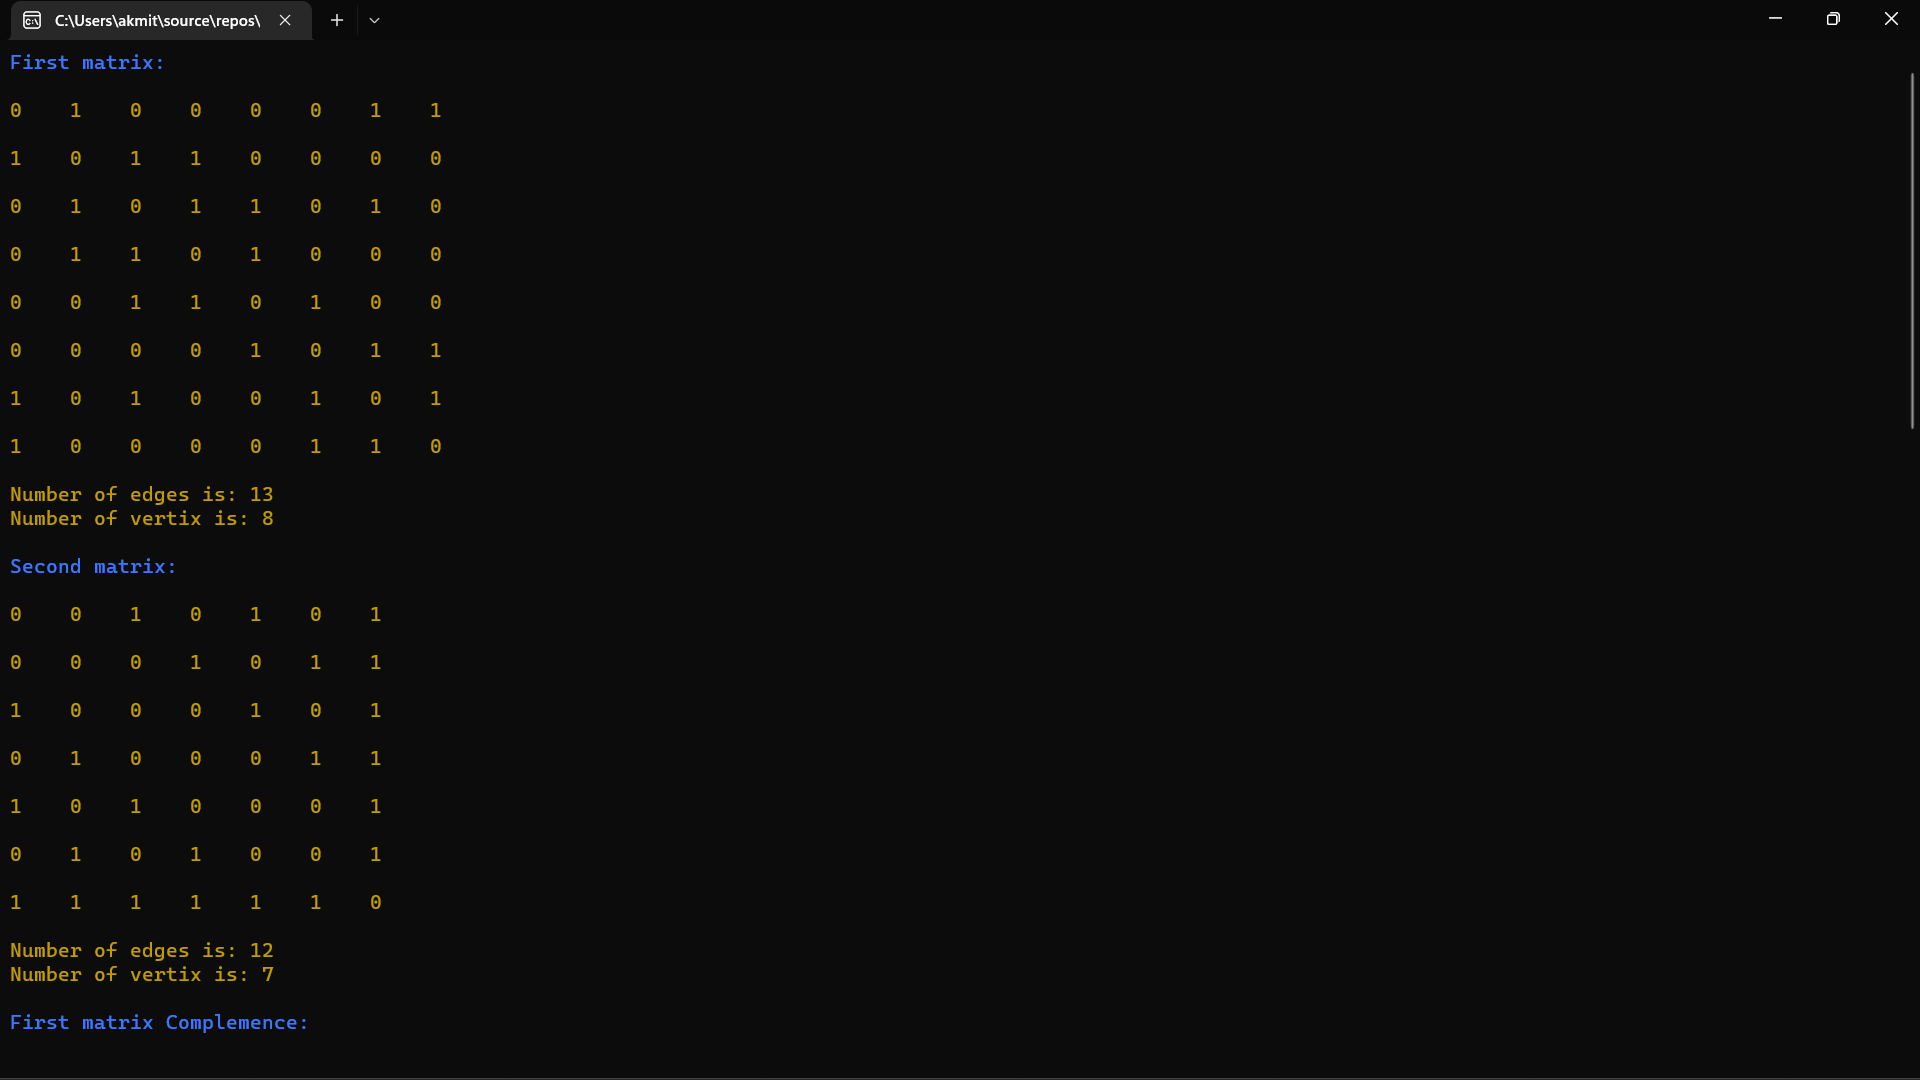 C:\Users\akmit\source\repos\
First matrix:
0 1 0 0 0 0 1 1
1 0 1 1 0 0 0 0
0 1 0 1 1 0 1 0
0 1 1 0 1 0 0 0
0 0 1 1 0 1 0 0
0 0 0 0 1 0 1 1
1 0 1 0 0 1 0 1
1 0 0 0 0 1 1 0
Number of edges is: 13
Number of vertix is: 8
Second matrix:
0 0 1 0 1 0 1
0 0 0 1 0 1 1
1 0 0 0 1 0 1
0 1 0 0 0 1 1
1 0 1 0 0 0 1
0 1 0 1 0 0 1
1 1 1 1 1 1 0
Number of edges is: 12
Number of vertix is: 7
First matrix Complemence: